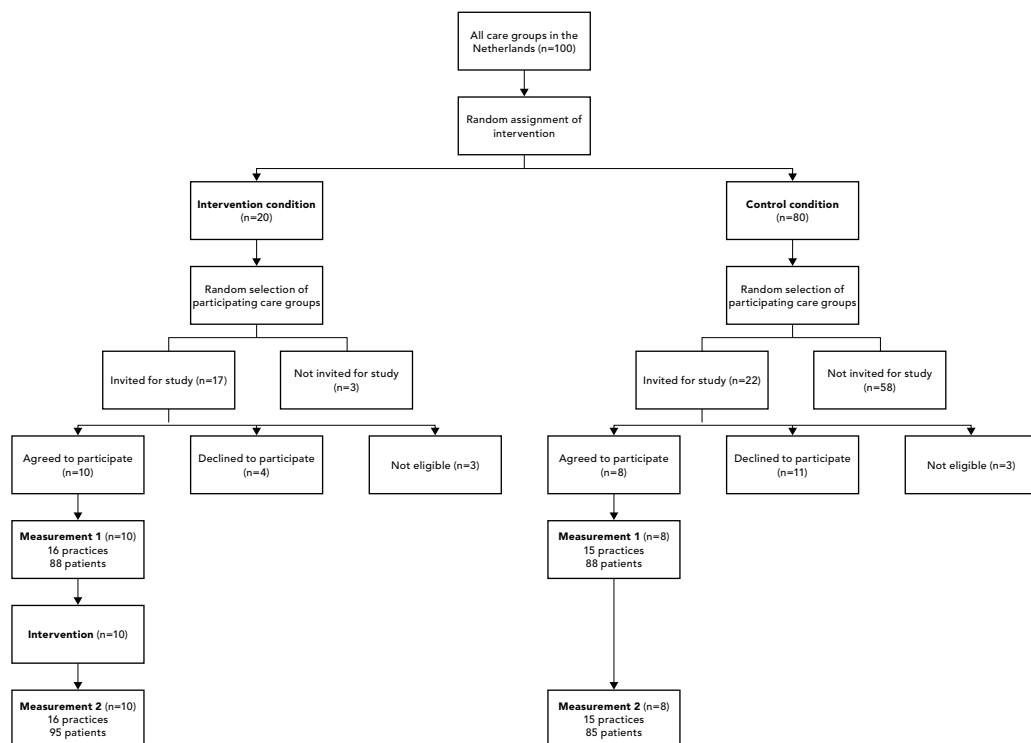 All care groups in the
Netherlands (n=100)
Random assignment of
intervention
Intervention condition
(n=20)
Control condition
(n=80)
Random selection of
participating care groups
Random selection of
participating care groups
Invited for study (n=17)
Not invited for study
(n=3)
Invited for study (n=22)
Not invited for study
(n=58)
Agreed to participate
(n=10)
Declined to participate
(n=4)
Not eligible (n=3)
Agreed to participate
(n=8)
Declined to participate
(n=11)
Not eligible (n=3)
Measurement 1 (n=10)
16 practices
88 patients
Measurement 1 (n=8)
15 practices
88 patients
Intervention (n=10)
Measurement 2 (n=10)
16 practices
95 patients
Measurement 2 (n=8)
15 practices
85 patients